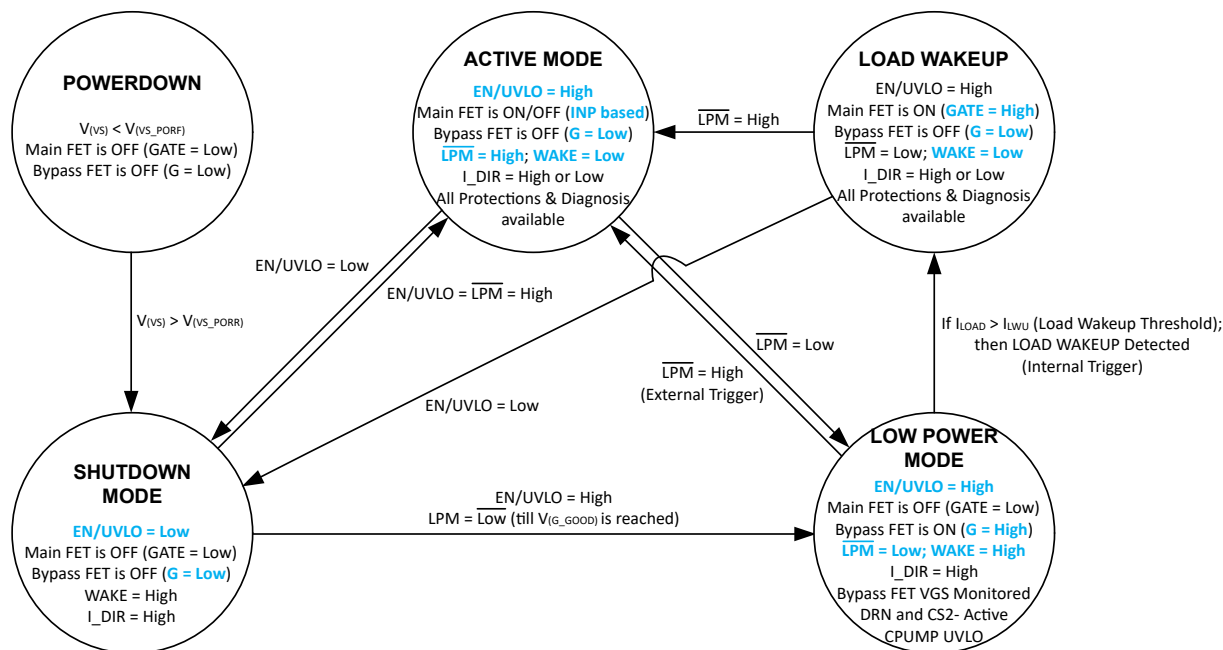 POWERDOWN
V(VS) < V(VS_PORF)
Main FET is OFF (GATE = Low)
Bypass FET is OFF (G = Low)
ACTIVE MODE
EN/UVLO = High
Main FET is ON/OFF (INP based)
Bypass FET is OFF (G = Low)
L̅P̅M̅ = High; WAKE = Low
I_DIR = High or Low
All Protections & Diagnosis
available
LOAD WAKEUP
EN/UVLO = High
Main FET is ON (GATE = High)
Bypass FET is OFF (G = Low)
L̅P̅M̅ = Low; WAKE = Low
I_DIR = High or Low
All Protections & Diagnosis
available
L̅P̅M̅ = High
EN/UVLO = Low
EN/UVLO = L̅P̅M̅ = High
V(VS) > V(VS_PORR)
L̅P̅M̅ = Low
L̅P̅M̅ = High
(External Trigger)
If ILOAD > ILWU (Load Wakeup Threshold);
then LOAD WAKEUP Detected
(Internal Trigger)
EN/UVLO = Low
SHUTDOWN
MODE
EN/UVLO = Low
Main FET is OFF (GATE = Low)
Bypass FET is OFF (G = Low)
WAKE = High
I_DIR = High
EN/UVLO = High
LPM = L̅o̅w̅ (till V(G_GOOD) is reached)
LOW POWER
MODE
EN/UVLO = High
Main FET is OFF (GATE = Low)
Bypass FET is ON (G = High)
L̅P̅M̅ = Low; WAKE = High
I_DIR = High
Bypass FET VGS Monitored
DRN and CS2- Active
CPUMP UVLO